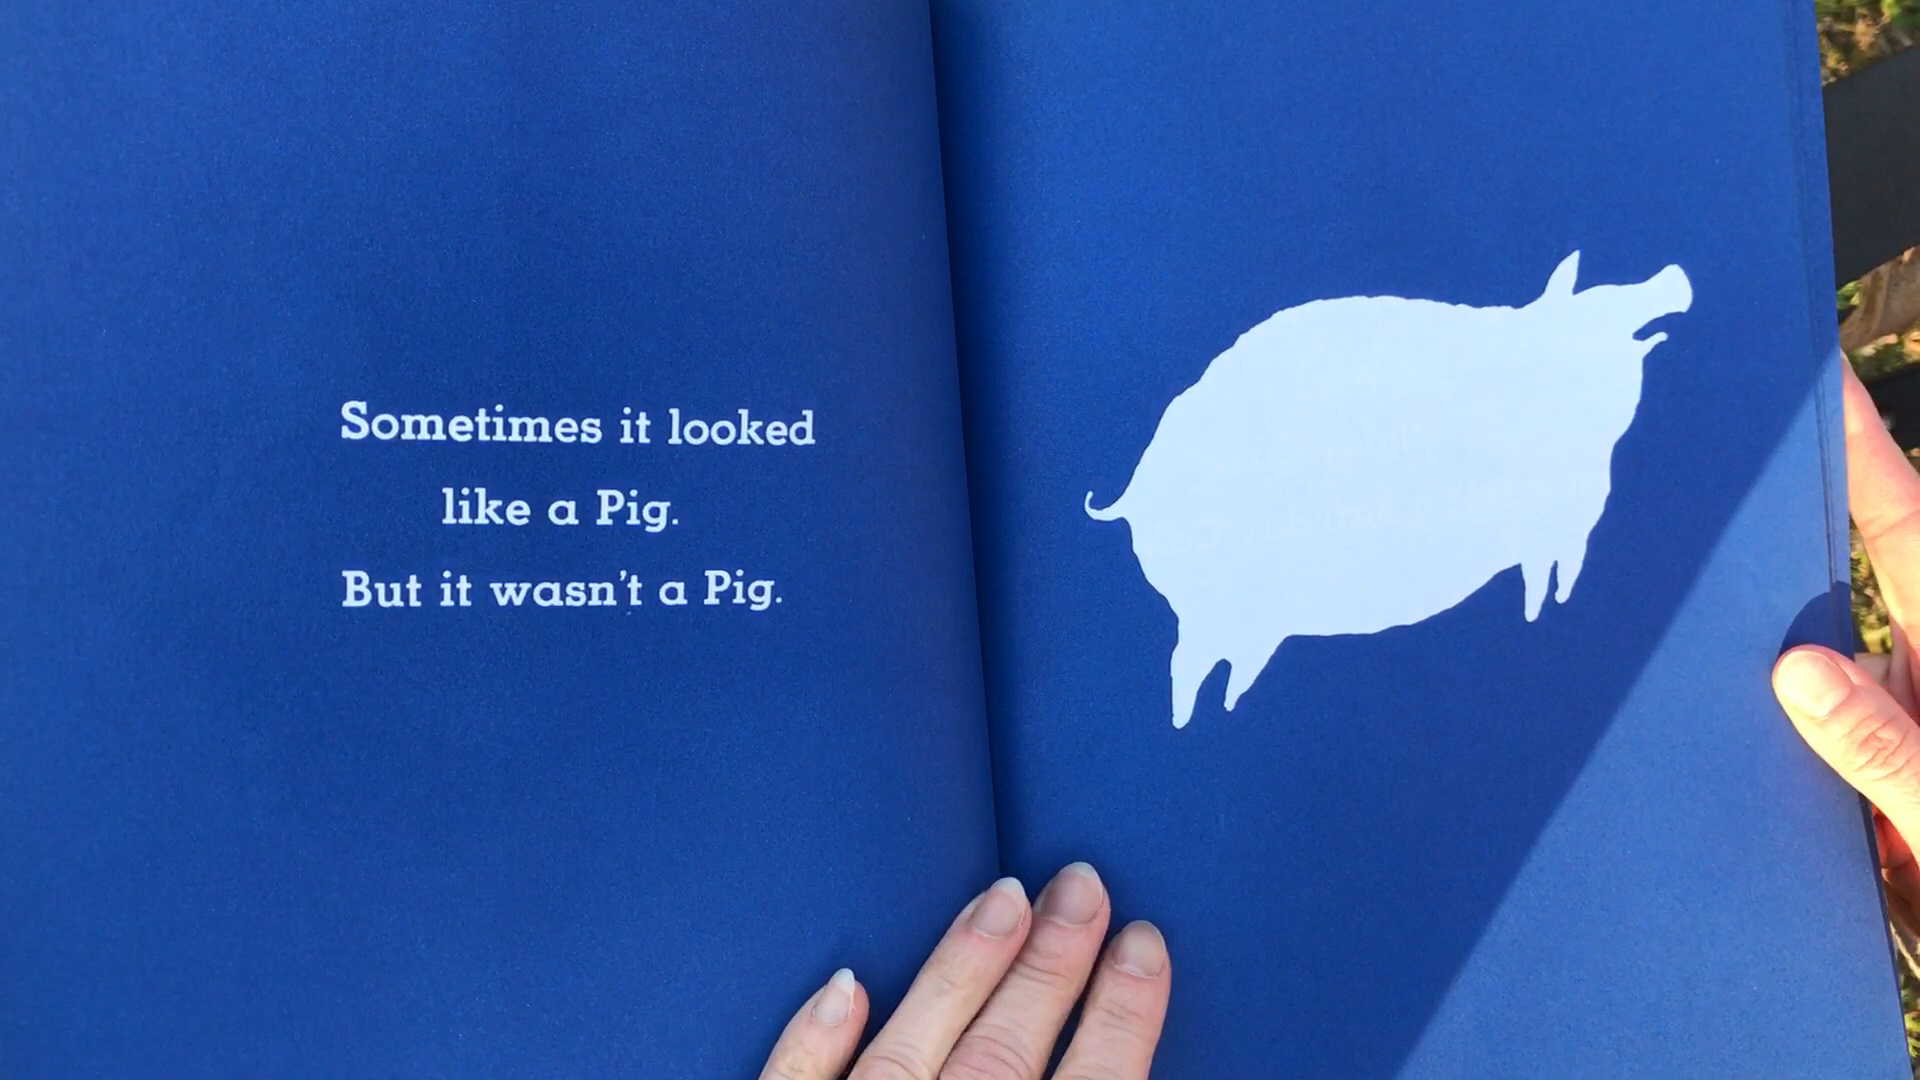 Sometimes it looked
like a Pig.
But it wasn't a Pig.